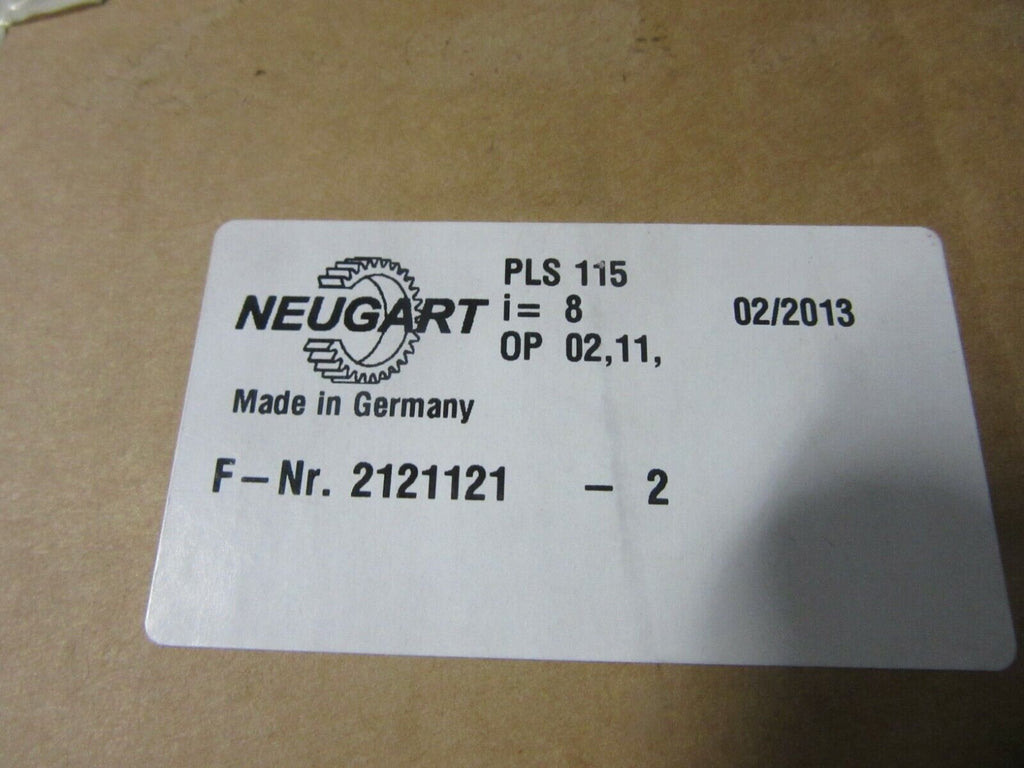 NEUGART
Made in Germany
PLS 115
i= 8
OP 02,11,
02/2013
F-Nr. 2121121 - 2